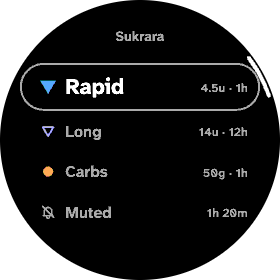 Sukrara
Rapid 4.5u · 1h
Long 14u · 12h
Carbs 50g · 1h
Muted 1h 20m